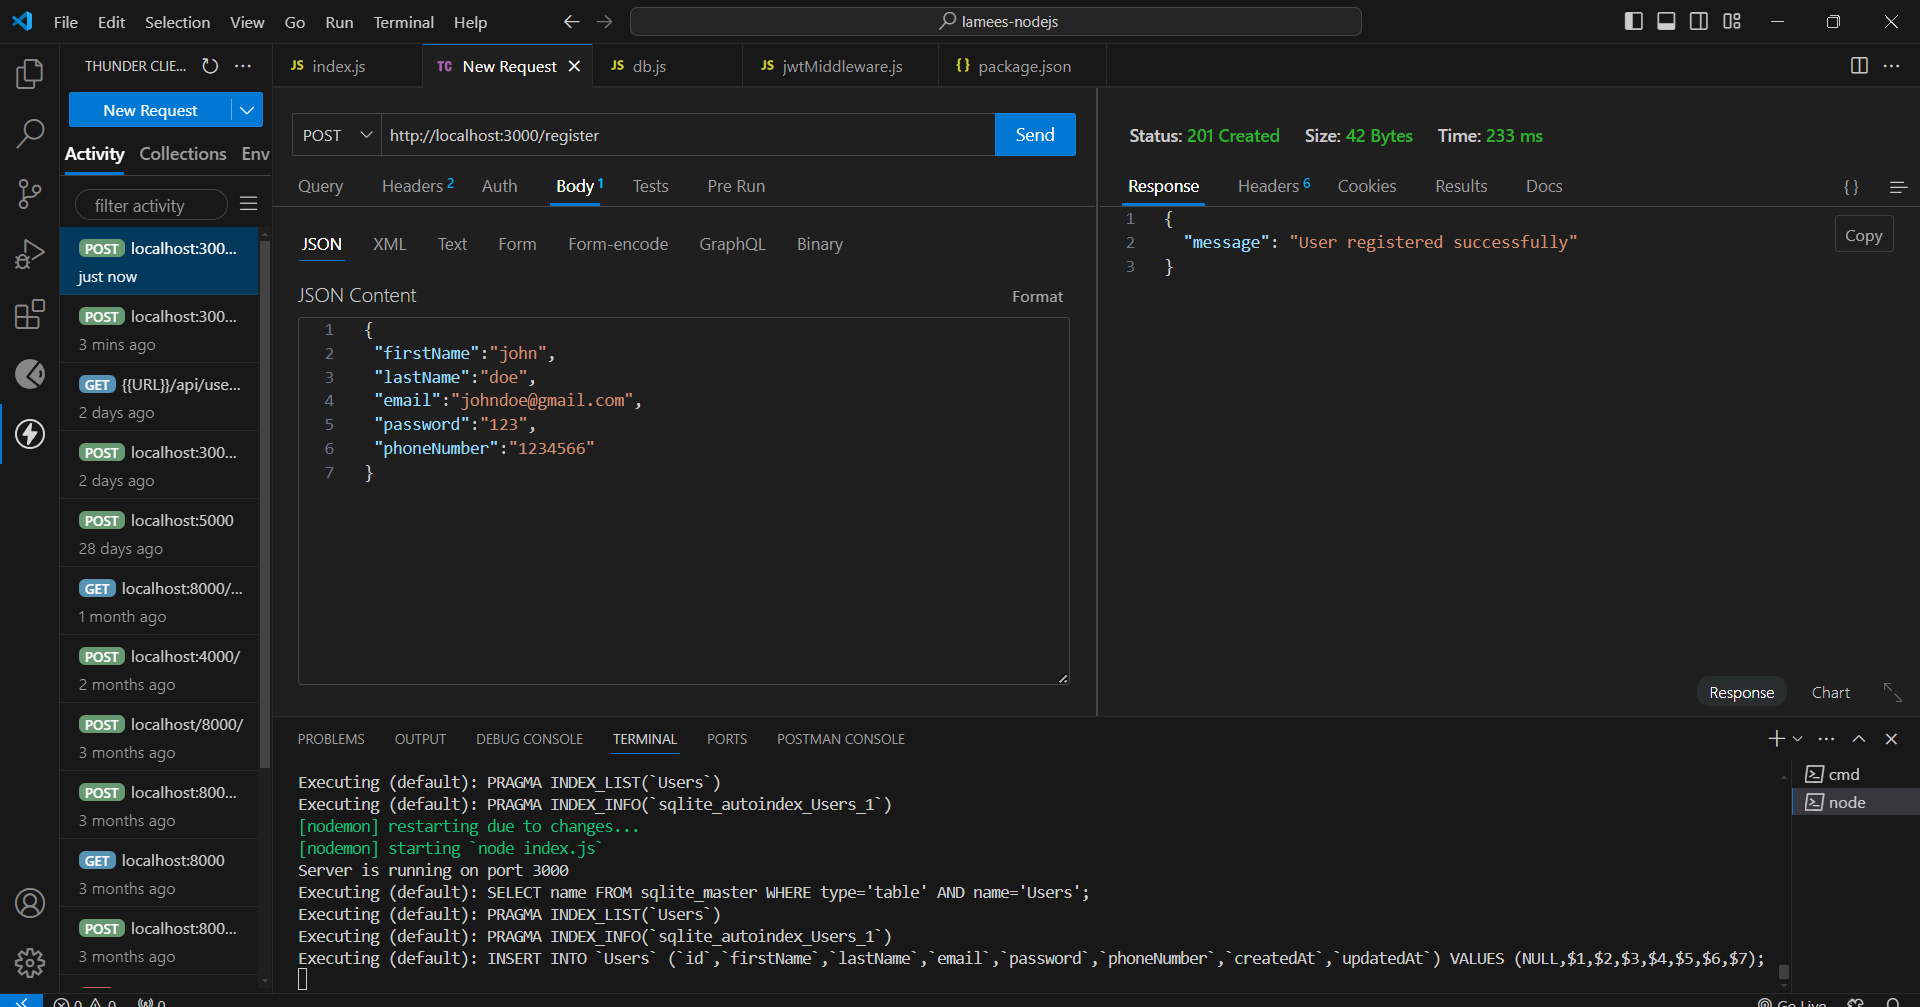 File Edit Selection View Go Run Terminal Help
lamees-nodejs
THUNDER CLIE...
New Request
Activity Collections Env
filter activity
POST localhost:300...
just now
POST localhost:300...
3 mins ago
GET {{URL}}/api/use...
2 days ago
POST localhost:300...
2 days ago
POST localhost:5000
28 days ago
GET localhost:8000/...
1 month ago
POST localhost:4000/
2 months ago
POST localhost/8000/
3 months ago
POST localhost:800...
3 months ago
GET localhost:8000
3 months ago
POST localhost:800...
3 months ago
JS index.js
TC New Request
JS db.js
JS jwtMiddleware.js
{} package.json
POST http://localhost:3000/register Send
Query Headers 2 Auth Body 1 Tests Pre Run
JSON XML Text Form Form-encode GraphQL Binary
JSON Content Format
1 {
2 "firstName":"john",
3 "lastName":"doe",
4 "email":"johndoe@gmail.com",
5 "password":"123",
6 "phoneNumber":"1234566"
7 }
Status: 201 Created Size: 42 Bytes Time: 233 ms
Response Headers 6 Cookies Results Docs { }
1 {
2 "message": "User registered successfully"
3 }
Copy
Response Chart
PROBLEMS OUTPUT DEBUG CONSOLE TERMINAL PORTS POSTMAN CONSOLE
Executing (default): PRAGMA INDEX_LIST(`Users`)
Executing (default): PRAGMA INDEX_INFO(`sqlite_autoindex_Users_1`)
[nodemon] restarting due to changes...
[nodemon] starting `node index.js`
Server is running on port 3000
Executing (default): SELECT name FROM sqlite_master WHERE type='table' AND name='Users';
Executing (default): PRAGMA INDEX_LIST(`Users`)
Executing (default): PRAGMA INDEX_INFO(`sqlite_autoindex_Users_1`)
Executing (default): INSERT INTO `Users` (`id`,`firstName`,`lastName`,`email`,`password`,`phoneNumber`,`createdAt`,`updatedAt`) VALUES (NULL,$1,$2,$3,$4,$5,$6,$7);
cmd
node
0 0 0
Go Live